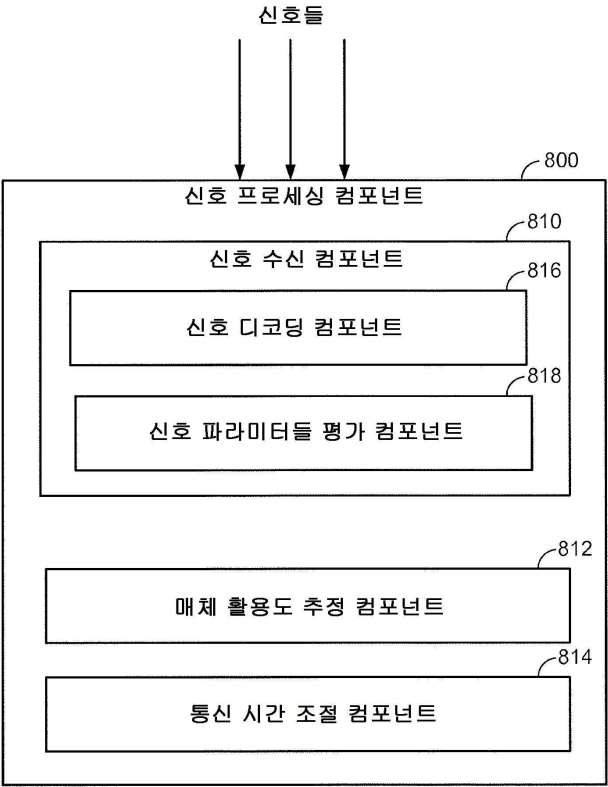 신호들
800
신호 프로세싱 컴포넌트
810
신호 수신 컴포넌트
816
신호 디코딩 컴포넌트
818
신호 파라미터들 평가 컴포넌트
812
매체 활용도 추정 컴포넌트
814
통신 시간 조절 컴포넌트